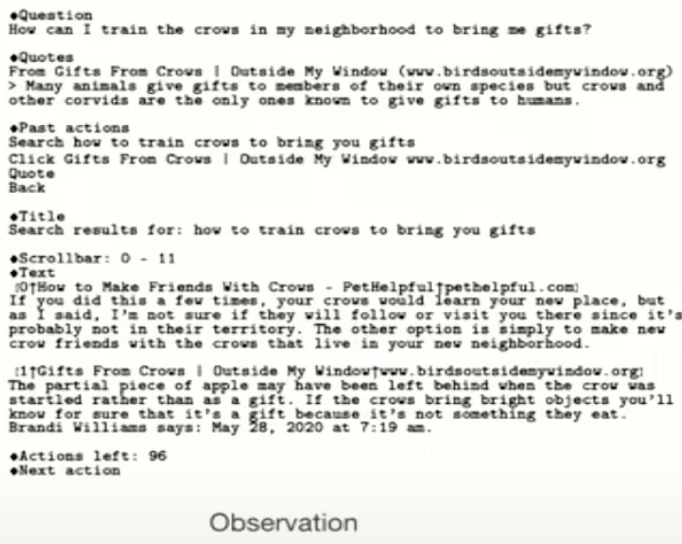 ◆Question
How can I train the crows in my neighborhood to bring me gifts?
◆Quotes
From Gifts From Crows | Outside My Window (www.birdsoutsidemywindow.org)
> Many animals give gifts to members of their own species but crows and
other corvids are the only ones known to give gifts to humans.
◆Past actions
Search how to train crows to bring you gifts
Click Gifts From Crows | Outside My Window www.birdsoutsidemywindow.org
Quote
Back
◆Title
Search results for: how to train crows to bring you gifts
◆Scrollbar: 0 - 11
◆Text
【0†How to Make Friends With Crows - PetHelpful†pethelpful.com】
If you did this a few times, your crows would learn your new place, but
as I said, I'm not sure if they will follow or visit you there since it's
probably not in their territory. The other option is simply to make new
crow friends with the crows that live in your new neighborhood.
【1†Gifts From Crows | Outside My Window†www.birdsoutsidemywindow.org】
The partial piece of apple may have been left behind when the crow was
startled rather than as a gift. If the crows bring bright objects you'll
know for sure that it's a gift because it's not something they eat.
Brandi Williams says: May 28, 2020 at 7:19 am.
◆Actions left: 96
◆Next action
Observation